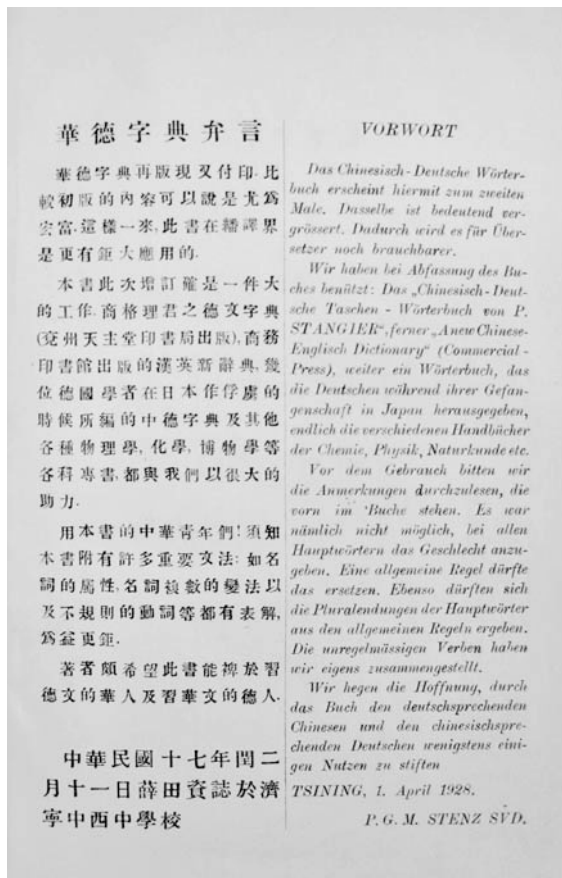 華德字典弁言
華德字典再版現又付印.比
較初版的內容可以說是尤爲
宏富.這樣一來,此書在繙譯界
是更有鉅大應用的.
本書此次增訂確是一件大
的工作.商格理君之德文字典
(兗州天主堂印書局出版),商務
印書館出版的漢英新辭典,幾
位德國學者在日本作俘虜的
時候所編的中德字典及其他
各種物理學,化學,博物學等
各科專書,都與我們以很大的
助力.
用本書的中華靑年們!須知
本書附有許多重要文法:如名
詞的屬性,名詞複數的變法以
及不規則的動詞等都有表解,
爲益更鉅.
著者頗希望此書能裨於習
德文的華人及習華文的德人.
中華民國十七年閏二
月十一日薛田資誌於濟
寧中西中學校
VORWORT
Das Chinesisch-Deutsche Wörter-
buch erscheint hiermit zum zweiten
Male. Dasselbe ist bedeutend ver-
grössert. Dadurch wird es für Über-
setzer noch brauchbarer.
Wir haben bei Abfassung des Bu-
ches benützt: Das „Chinesisch-Deut-
sche Taschen - Wörterbuch von P.
STANGIER“, ferner „A new Chinese-
Englisch Dictionary“ (Commercial -
Press), weiter ein Wörterbuch, das
die Deutschen während ihrer Gefan-
genschaft in Japan herausgegeben,
endlich die verschiedenen Handbücher
der Chemie, Physik, Naturkunde etc.
Vor dem Gebrauch bitten wir
die Anmerkungen durchzulesen, die
vorn im Buche stehen. Es war
nämlich nicht möglich, bei allen
Hauptwörtern das Geschlecht anzu-
geben. Eine allgemeine Regel dürfte
das ersetzen. Ebenso dürften sich
die Pluralendungen der Hauptwörter
aus den allgemeinen Regeln ergeben.
Die unregelmässigen Verben haben
wir eigens zusammengestellt.
Wir hegen die Hoffnung, durch
das Buch den deutschsprechenden
Chinesen und den chinesischspre-
chenden Deutschen wenigstens eini-
gen Nutzen zu stiften
TSINING, 1. April 1928.
P. G. M. STENZ SVD.